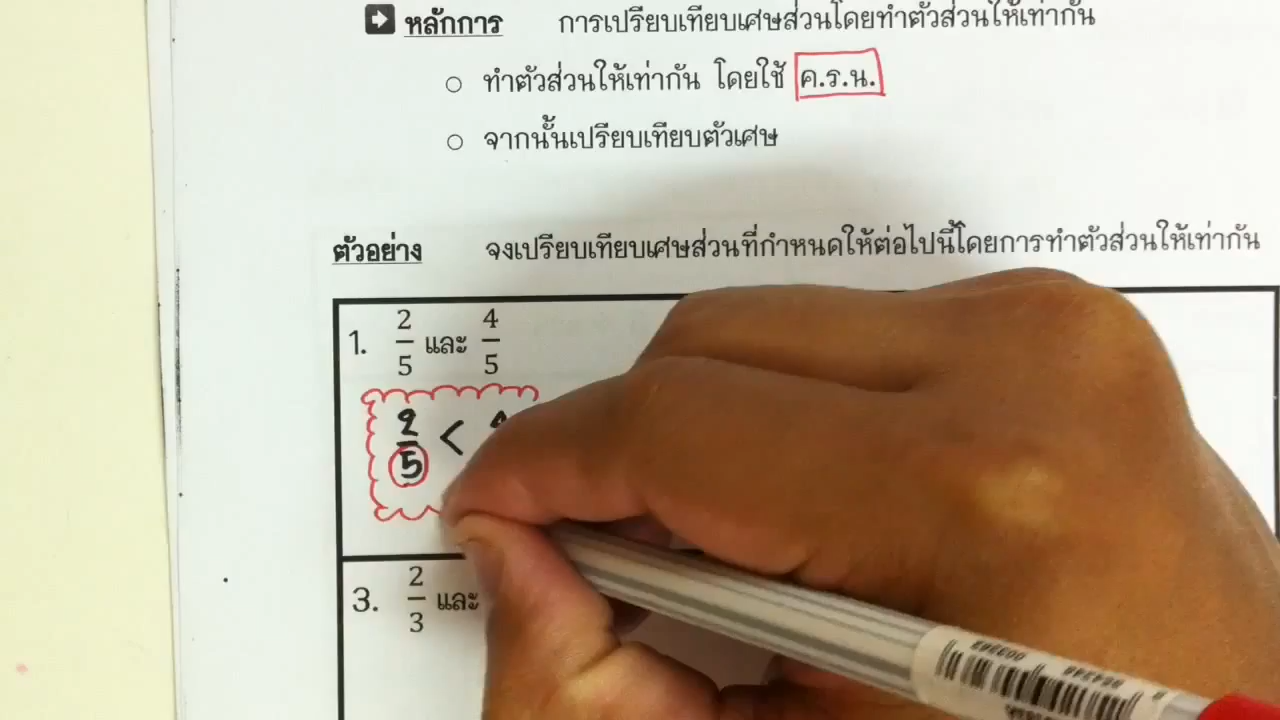 หลักการ การเปรียบเทียบเศษส่วนโดยทำตัวส่วนให้เท่ากัน
ทำตัวส่วนให้เท่ากัน โดยใช้ ค.ร.น.
จากนั้นเปรียบเทียบตัวเศษ
ตัวอย่าง จงเปรียบเทียบเศษส่วนที่กำหนดให้ต่อไปนี้โดยการทำตัวส่วนให้เท่ากัน
1. 2/5 และ 4/5
2/5 <
3. 2/3 และ